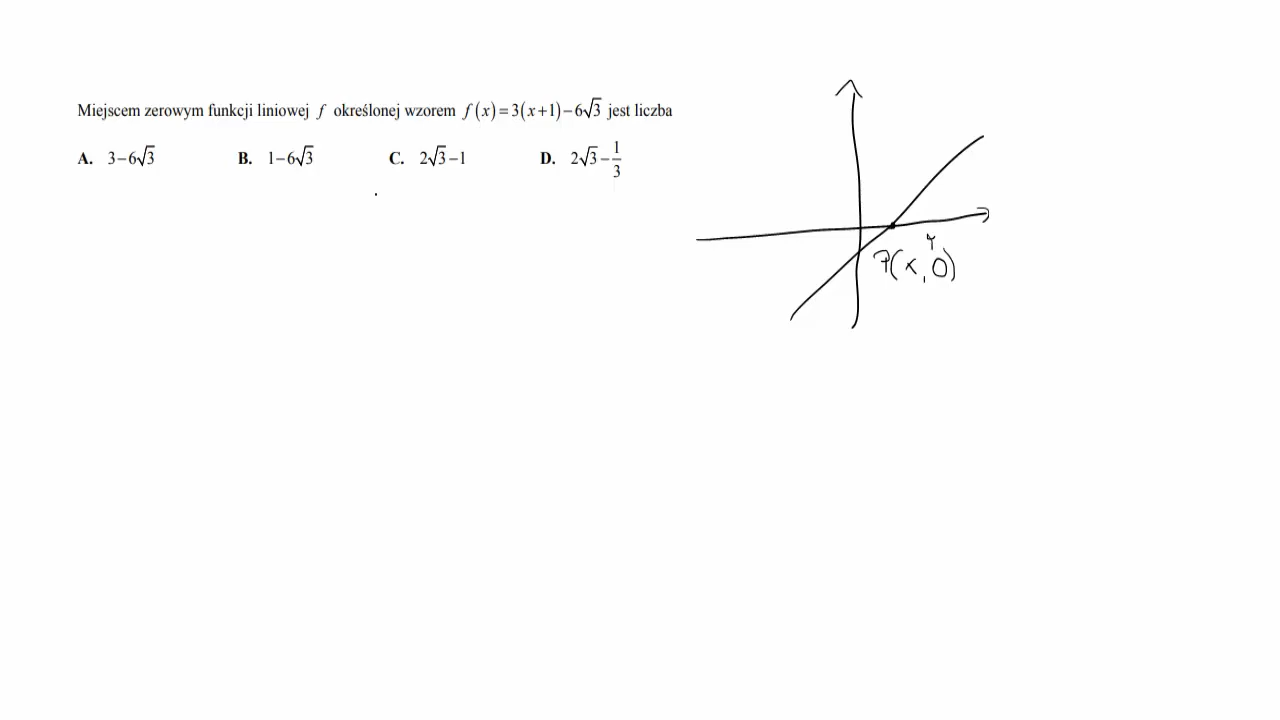 Miejscem zerowym funkcji liniowej f określonej wzorem f(x)=3(x+1)−6√3 jest liczba
A. 3−6√3 B. 1−6√3 C. 2√3−1 D. 2√3−1/3
y
P(x,0)